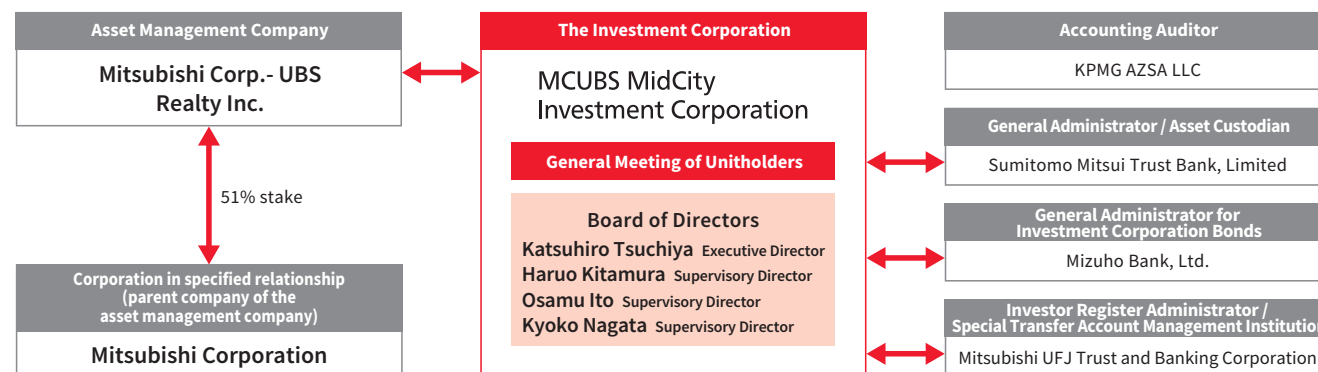 Asset Management Company
Mitsubishi Corp.- UBS
Realty Inc.
51% stake
Corporation in specified relationship
(parent company of the
asset management company)
Mitsubishi Corporation
The Investment Corporation
MCUBS MidCity
Investment Corporation
General Meeting of Unitholders
Board of Directors
Katsuhiro Tsuchiya Executive Director
Haruo Kitamura Supervisory Director
Osamu Ito Supervisory Director
Kyoko Nagata Supervisory Director
Accounting Auditor
KPMG AZSA LLC
General Administrator / Asset Custodian
Sumitomo Mitsui Trust Bank, Limited
General Administrator for
Investment Corporation Bonds
Mizuho Bank, Ltd.
Investor Register Administrator /
Special Transfer Account Management Institution
Mitsubishi UFJ Trust and Banking Corporation